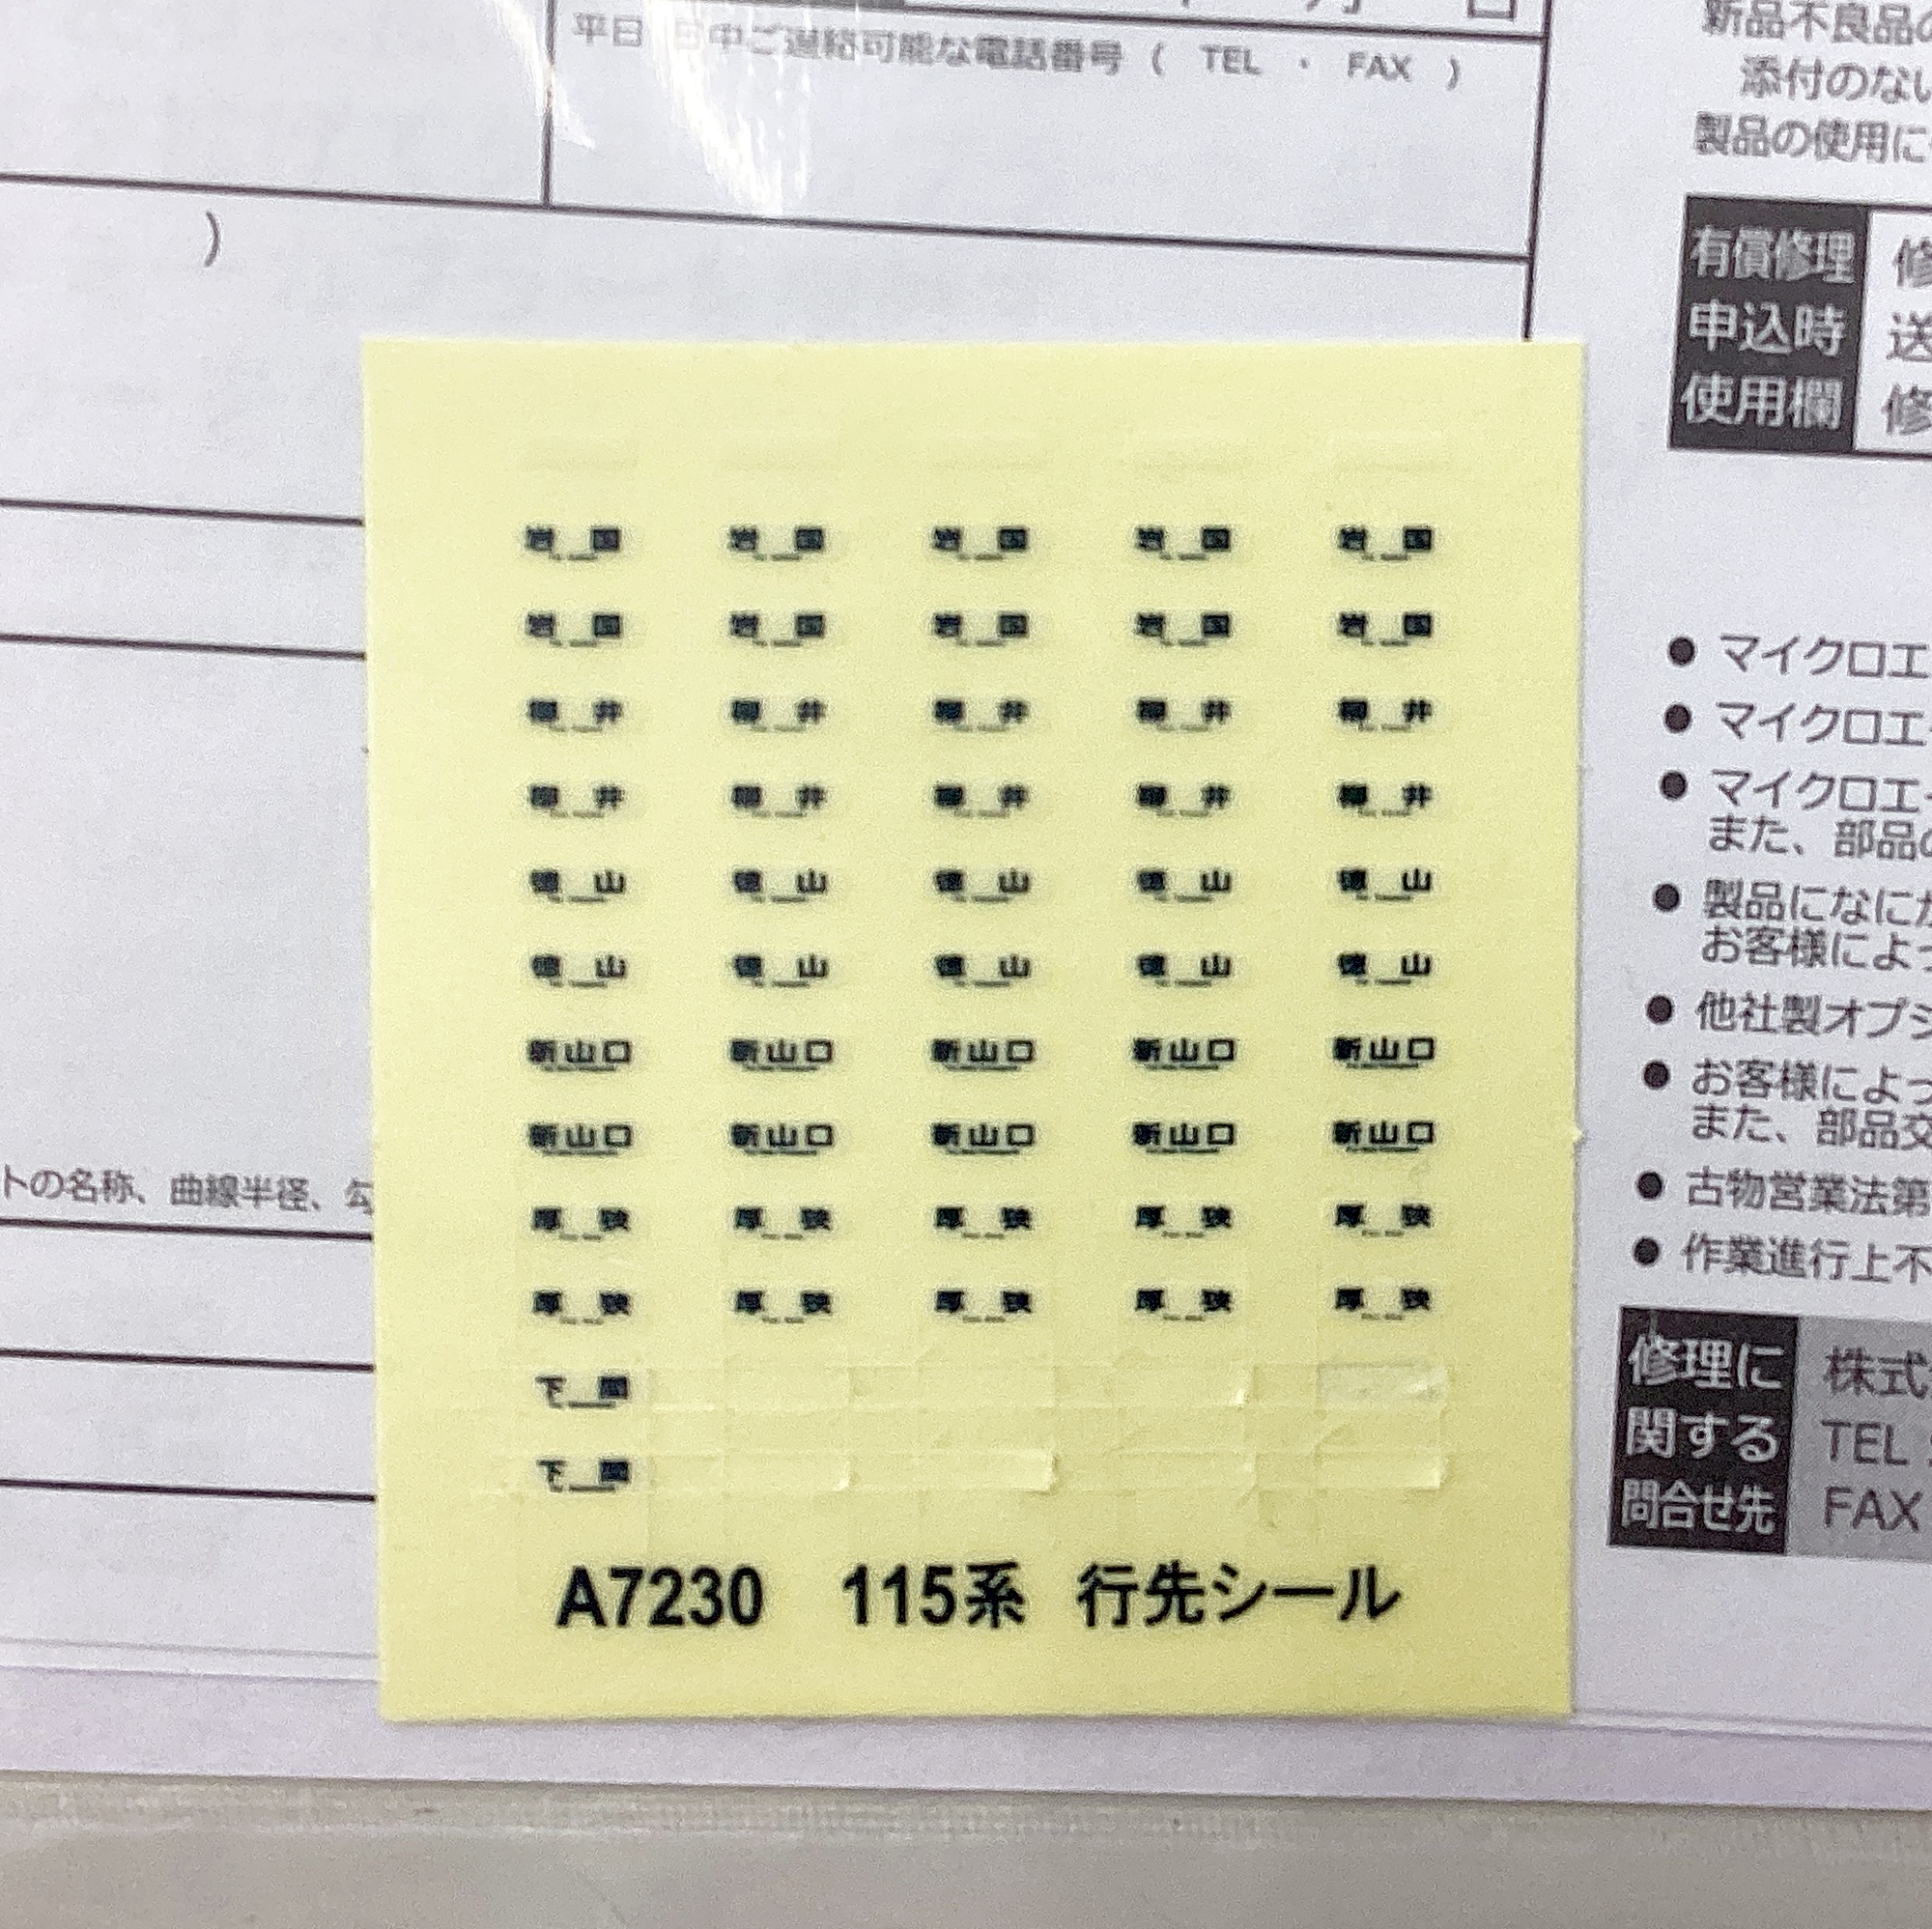 平日 日中ご連絡可能な電話番号 ( TEL ・ FAX )
)
新品不良品の
添付のない
製品の使用に
有償修理
申込時
使用欄
修
送
修
岩国
岩国
岩国
岩国
岩国
岩国
岩国
岩国
岩国
岩国
柳井
柳井
柳井
柳井
柳井
柳井
柳井
柳井
柳井
柳井
徳山
徳山
徳山
徳山
徳山
徳山
徳山
徳山
徳山
徳山
新山口
新山口
新山口
新山口
新山口
新山口
新山口
新山口
新山口
新山口
厚狭
厚狭
厚狭
厚狭
厚狭
厚狭
厚狭
厚狭
厚狭
厚狭
下関
下関
A7230 115系 行先シール
トの名称、曲線半径、勾
● マイクロエ
● マイクロエ
● マイクロエ
また、部品の
● 製品になにか
お客様によっ
● 他社製オプシ
● お客様によっ
また、部品交
● 古物営業法第
● 作業進行上不
修理に
関する
問合せ先
株式
TEL
FAX